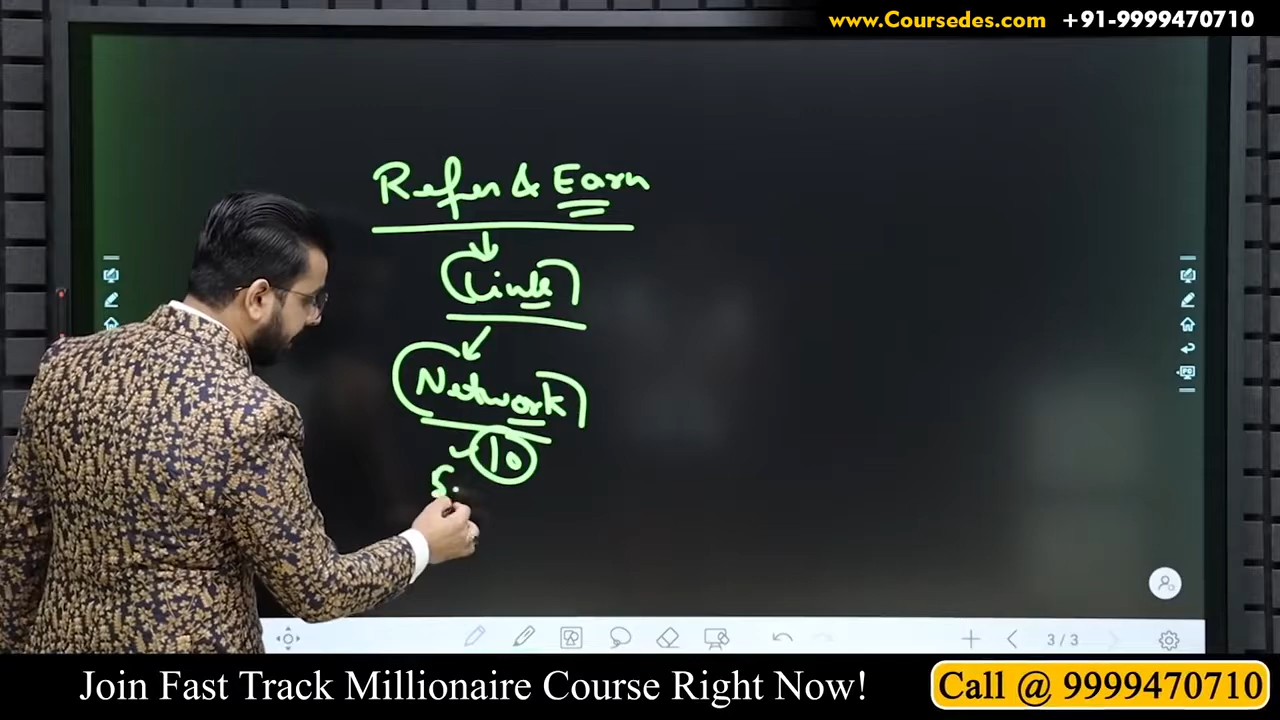 www.Coursedes.com +91-9999470710
Refer & Earn
Link
Network
10
5
3/3
Join Fast Track Millionaire Course Right Now!
Call @ 9999470710